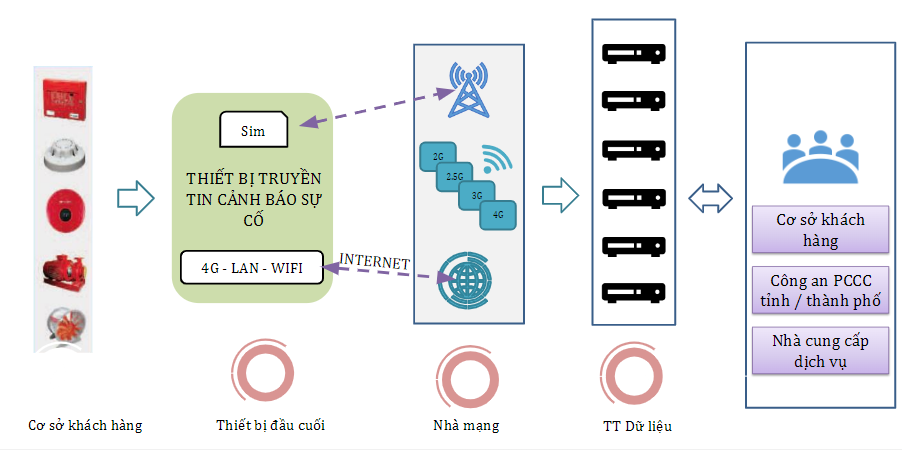 Sim
THIẾT BỊ TRUYỀN
TIN CẢNH BÁO SỰ
CỐ
4G - LAN - WIFI
INTERNET
2G
2.5G
3G
4G
Cơ sở khách
hàng
Công an PCCC
tỉnh / thành phố
Nhà cung cấp
dịch vụ
Cơ sở khách hàng
Thiết bị đầu cuối
Nhà mạng
TT Dữ liệu